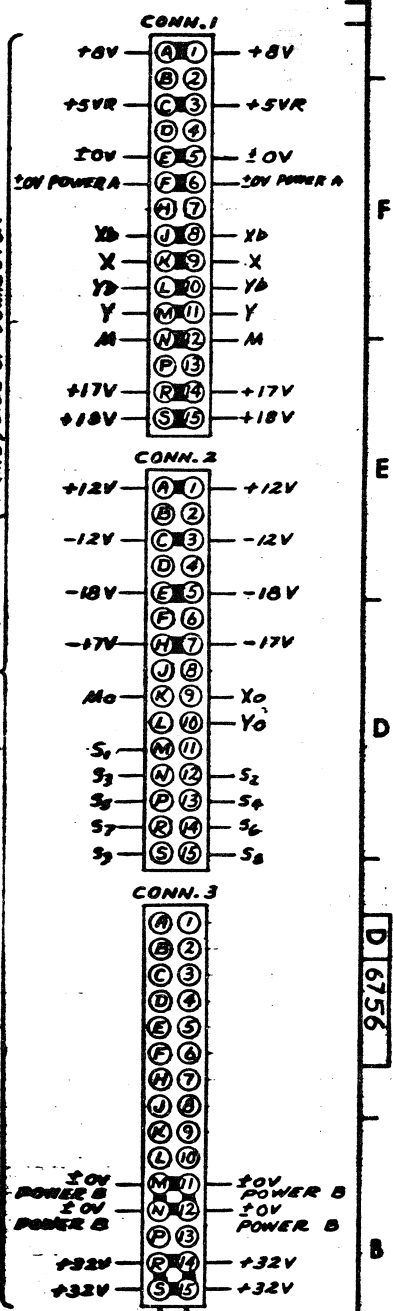 CONN.1
+8V A 1 +8V
B 2
+5VR C 3 +5VR
D 4
±0V E 5 ±0V
±0V POWER A F 6 ±0V POWER A
H 7
Xb J 8 Xb
X K 9 X
Yb L 10 Yb
Y M 11 Y
M N 12 M
P 13
+17V R 14 +17V
+18V S 15 +18V
CONN.2
+12V A 1 +12V
B 2
-12V C 3 -12V
D 4
-18V E 5 -18V
F 6
-17V H 7 -17V
J 8
Mo K 9 Xo
L 10 Yo
S1 M 11
S3 N 12 S2
S5 P 13 S4
S7 R 14 S6
S9 S 15 S8
CONN.3
A 1
B 2
C 3
D 4
E 5
F 6
H 7
J 8
K 9
L 10
±0V POWER B M 11 ±0V POWER B
±0V POWER B N 12 ±0V POWER B
P 13
+32V R 14 +32V
+32V S 15 +32V
F
E
D
D 6756
B